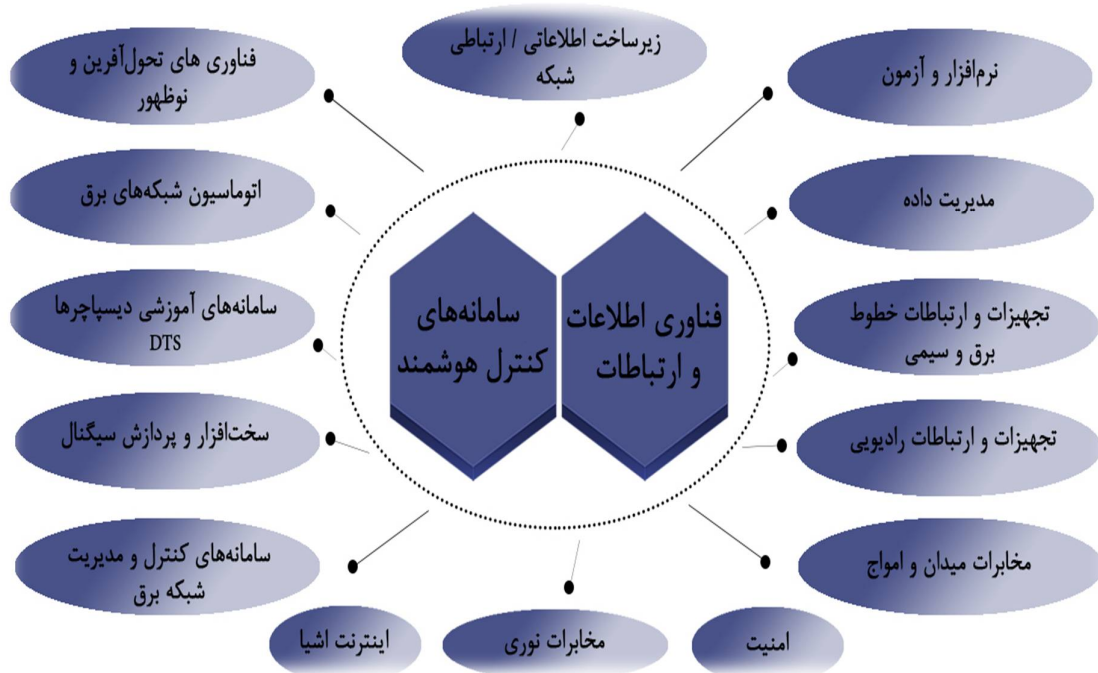 زیرساخت اطلاعاتی / ارتباطی
شبکه
نرم‌افزار و آزمون
مدیریت داده
تجهیزات و ارتباطات خطوط
برق و سیمی
تجهیزات و ارتباطات رادیویی
مخابرات میدان و امواج
امنیت
مخابرات نوری
اینترنت اشیا
سامانه‌های کنترل و مدیریت
شبکه برق
سخت‌افزار و پردازش سیگنال
سامانه‌های آموزشی دیسپاچرها
DTS
اتوماسیون شبکه‌های برق
فناوری های تحول‌آفرین و
نوظهور
فناوری اطلاعات
و ارتباطات
سامانه‌های
کنترل هوشمند